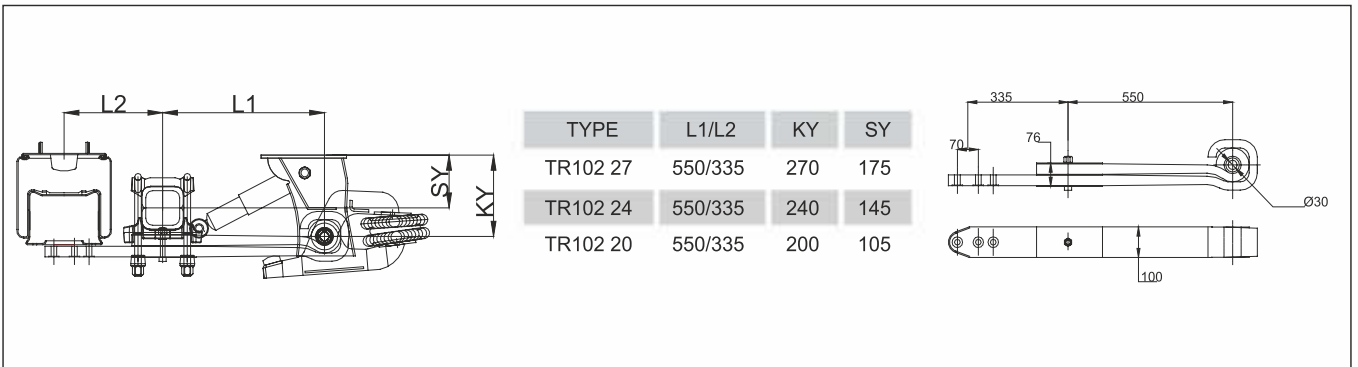 L2
L1
SY
KY
TYPE L1/L2 KY SY
TR102 27 550/335 270 175
TR102 24 550/335 240 145
TR102 20 550/335 200 105
335
550
70
76
Ø30
100